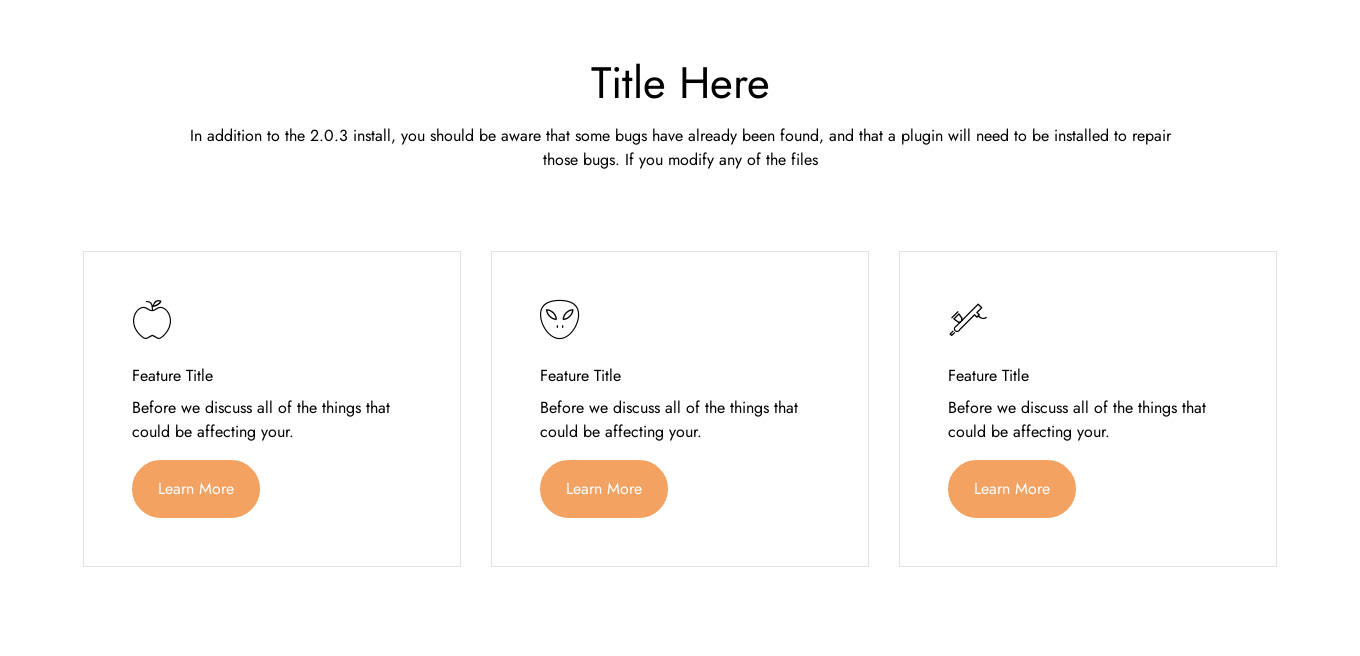 Title Here
In addition to the 2.0.3 install, you should be aware that some bugs have already been found, and that a plugin will need to be installed to repair
those bugs. If you modify any of the files
Feature Title
Before we discuss all of the things that
could be affecting your.
Learn More
Feature Title
Before we discuss all of the things that
could be affecting your.
Learn More
Feature Title
Before we discuss all of the things that
could be affecting your.
Learn More